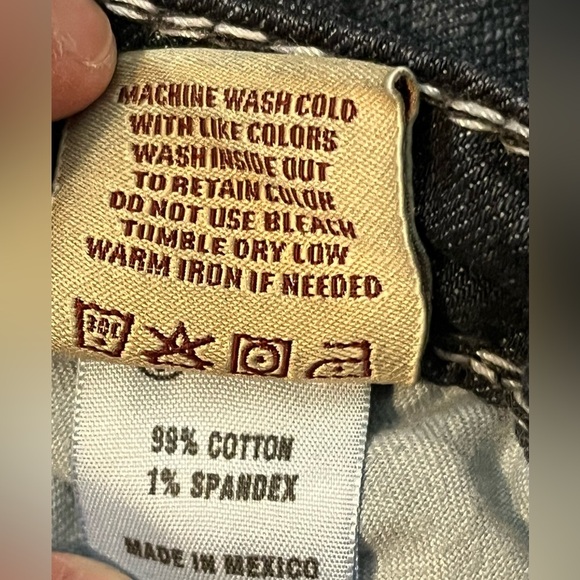 MACHINE WASH COLD
WITH LIKE COLORS
WASH INSIDE OUT
TO RETAIN COLOR
DO NOT USE BLEACH
TUMBLE DRY LOW
WARM IRON IF NEEDED
99% COTTON
1% SPANDEX
MADE IN MEXICO